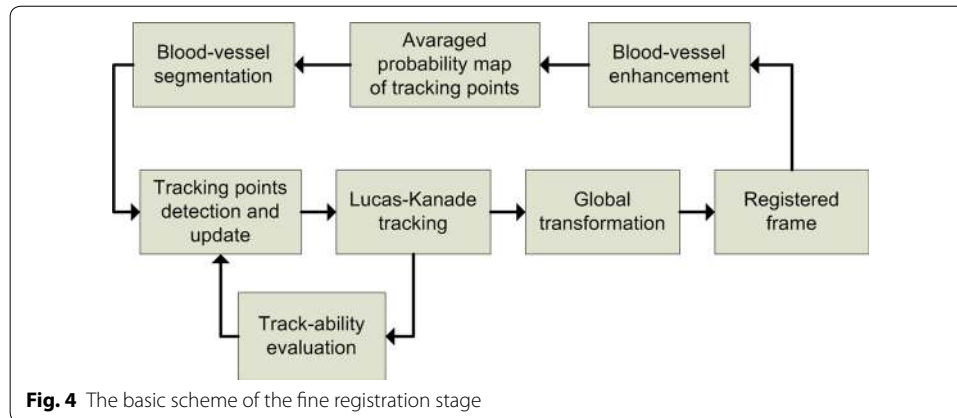 Blood-vessel
segmentation
Avaraged
probability map
of tracking points
Blood-vessel
enhancement
Tracking points
detection and
update
Lucas-Kanade
tracking
Global
transformation
Registered
frame
Track-ability
evaluation
Fig. 4 The basic scheme of the fine registration stage